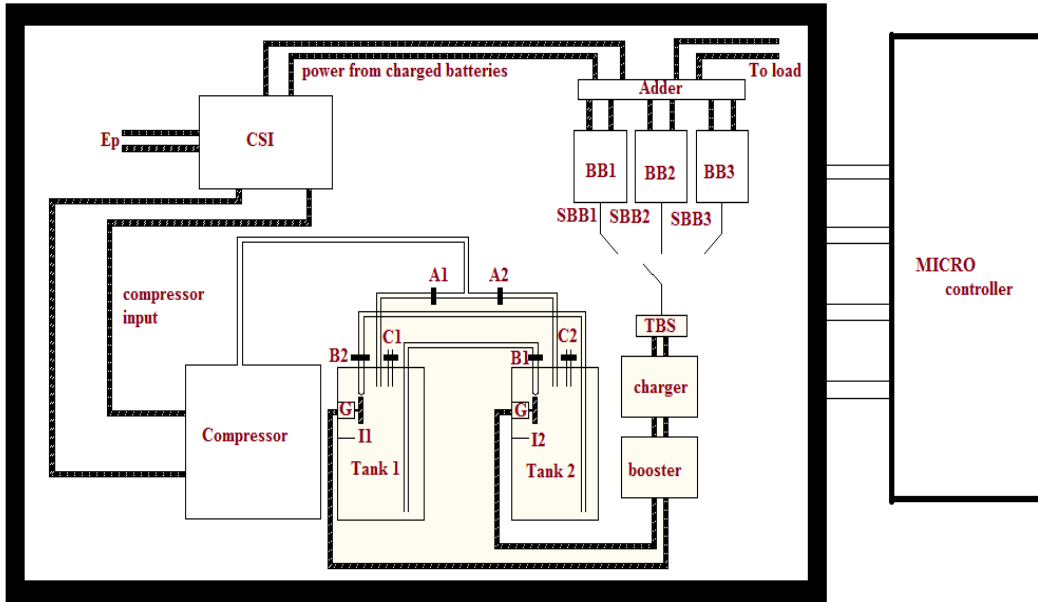 power from charged batteries
To load
Adder
Ep
CSI
BB1
BB2
BB3
SBB1
SBB2
SBB3
MICRO
controller
A1
A2
compressor
input
TBS
B2
C1
B1
C2
charger
G
G
Compressor
I1
I2
Tank 1
Tank 2
booster